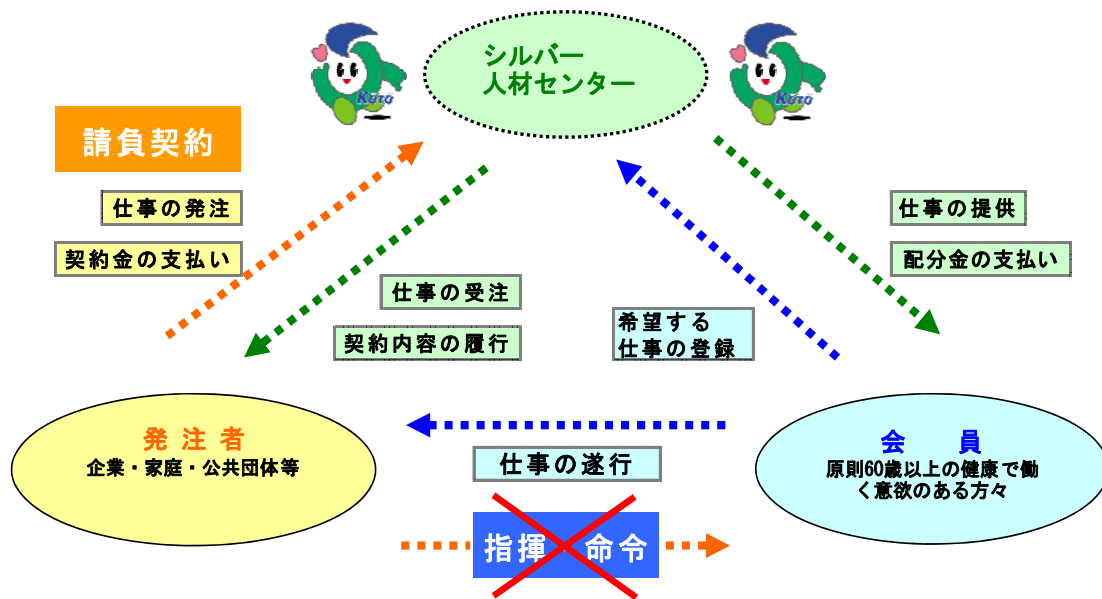 シルバー
人材センター
Koto
Koto
請負契約
仕事の発注
契約金の支払い
仕事の提供
配分金の支払い
仕事の受注
契約内容の履行
希望する
仕事の登録
発注者
企業・家庭・公共団体等
会員
原則60歳以上の健康で働
く意欲のある方々
仕事の遂行
指揮 命令